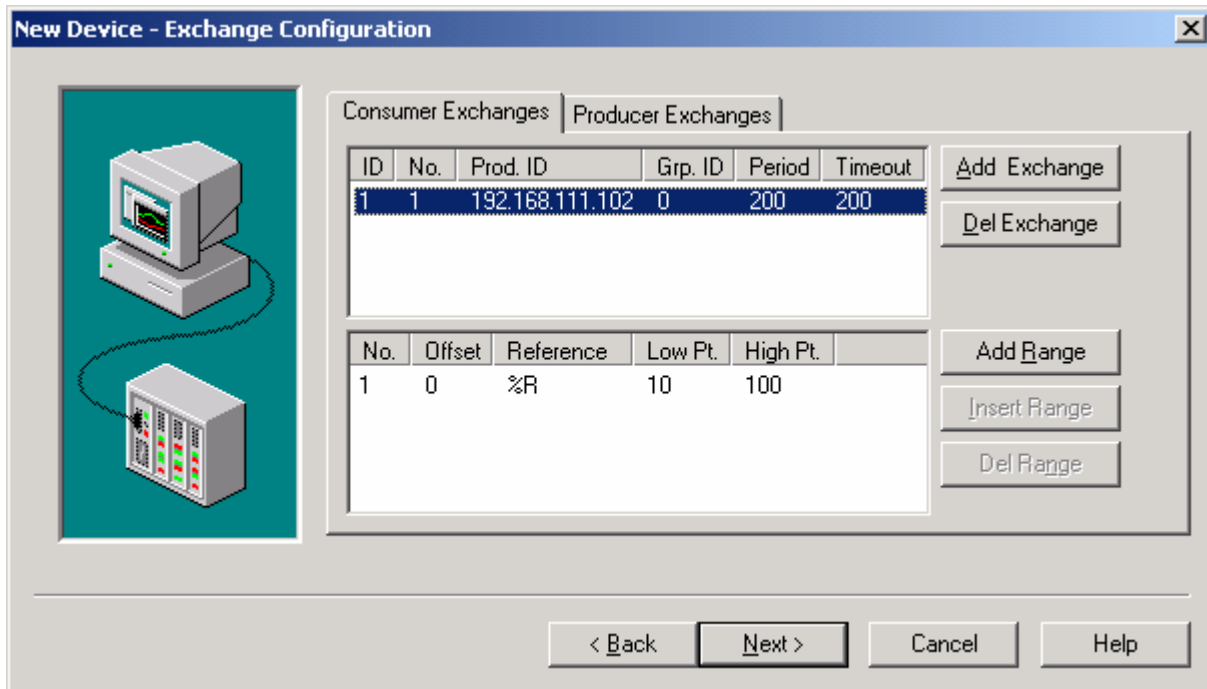 New Device - Exchange Configuration
Consumer Exchanges Producer Exchanges
ID No. Prod. ID Grp. ID Period Timeout
1 1 192.168.111.102 0 200 200
Add Exchange
Del Exchange
No. Offset Reference Low Pt. High Pt.
1 0 %R 10 100
Add Range
Insert Range
Del Range
< Back Next > Cancel Help